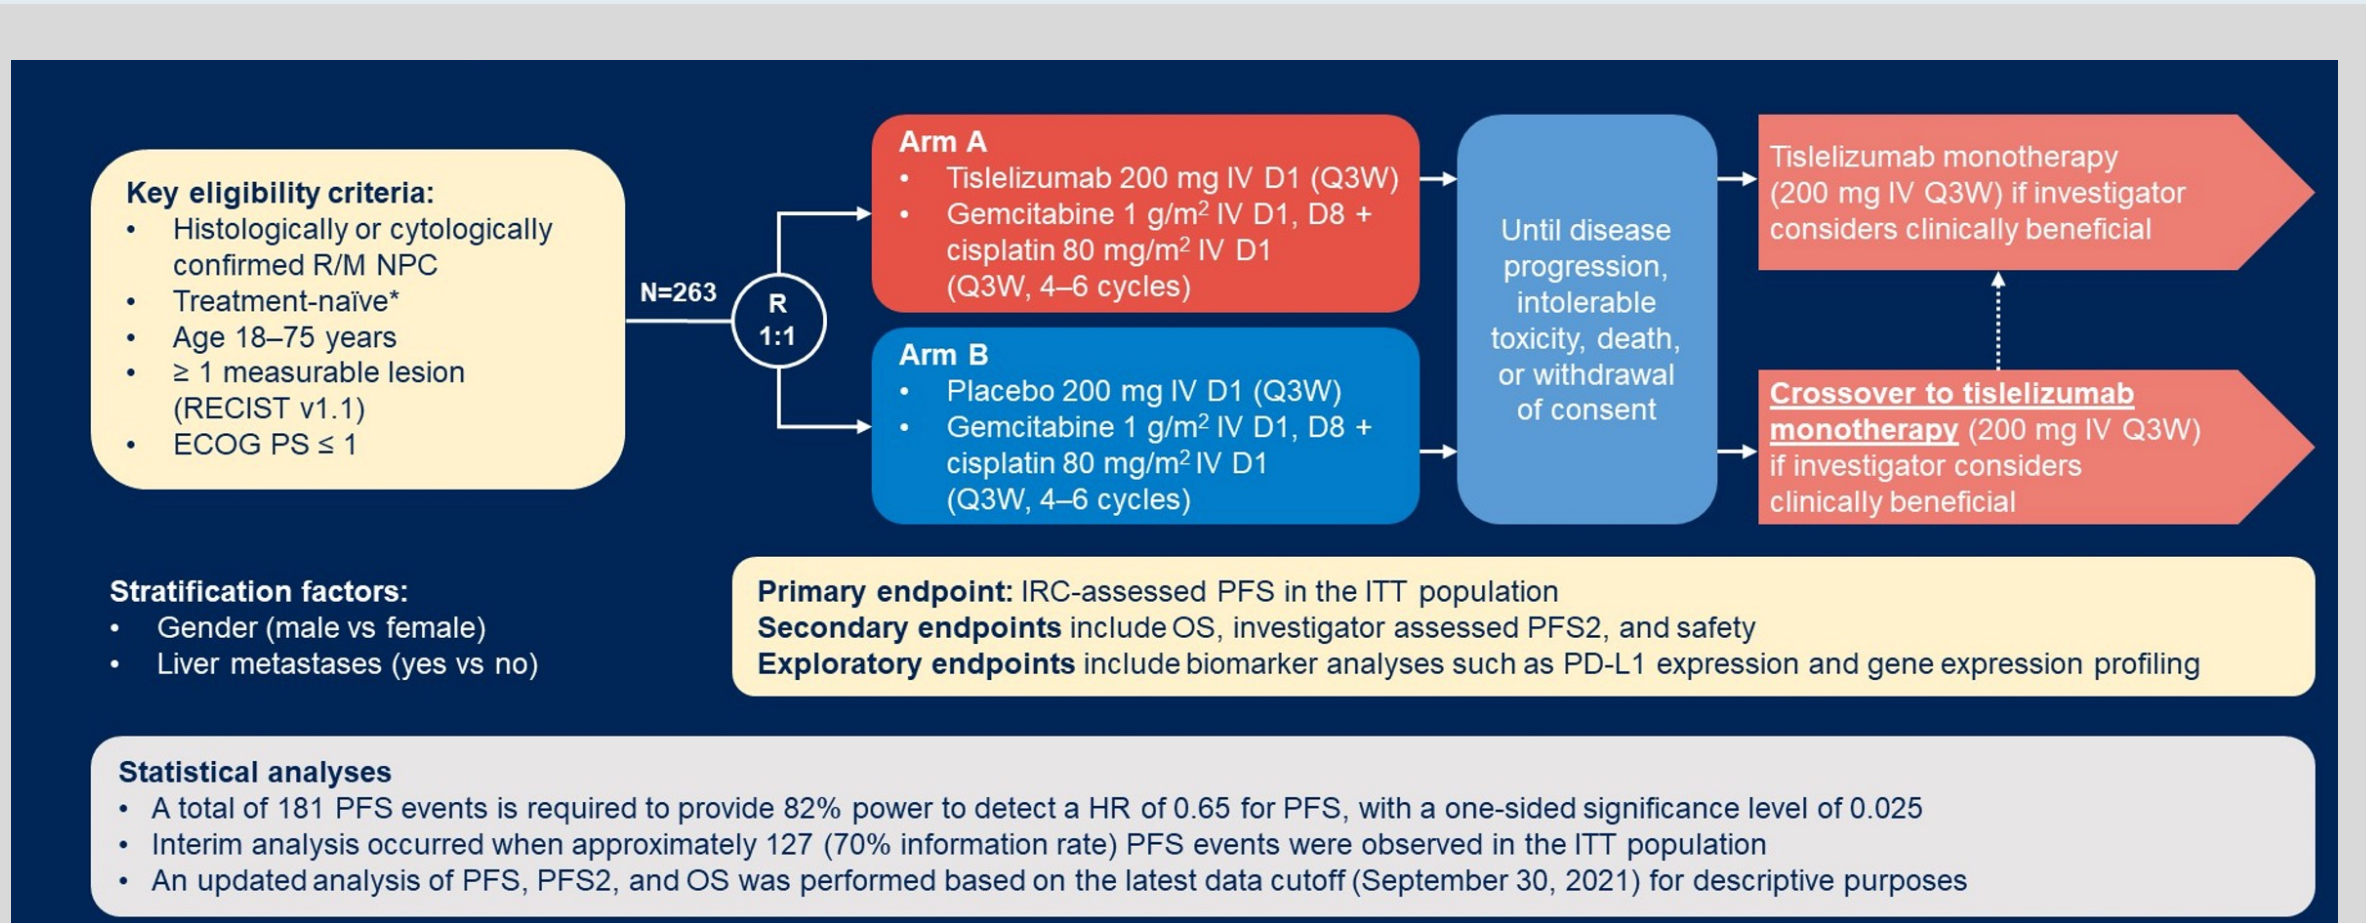 Key eligibility criteria:
• Histologically or cytologically
confirmed R/M NPC
• Treatment-naïve*
• Age 18–75 years
• ≥ 1 measurable lesion
(RECIST v1.1)
• ECOG PS ≤ 1
N=263
R
1:1
Arm A
• Tislelizumab 200 mg IV D1 (Q3W)
• Gemcitabine 1 g/m² IV D1, D8 +
cisplatin 80 mg/m² IV D1
(Q3W, 4–6 cycles)
Arm B
• Placebo 200 mg IV D1 (Q3W)
• Gemcitabine 1 g/m² IV D1, D8 +
cisplatin 80 mg/m² IV D1
(Q3W, 4–6 cycles)
Until disease
progression,
intolerable
toxicity, death,
or withdrawal
of consent
Tislelizumab monotherapy
(200 mg IV Q3W) if investigator
considers clinically beneficial
Crossover to tislelizumab
monotherapy (200 mg IV Q3W)
if investigator considers
clinically beneficial
Stratification factors:
• Gender (male vs female)
• Liver metastases (yes vs no)
Primary endpoint: IRC-assessed PFS in the ITT population
Secondary endpoints include OS, investigator assessed PFS2, and safety
Exploratory endpoints include biomarker analyses such as PD-L1 expression and gene expression profiling
Statistical analyses
• A total of 181 PFS events is required to provide 82% power to detect a HR of 0.65 for PFS, with a one-sided significance level of 0.025
• Interim analysis occurred when approximately 127 (70% information rate) PFS events were observed in the ITT population
• An updated analysis of PFS, PFS2, and OS was performed based on the latest data cutoff (September 30, 2021) for descriptive purposes